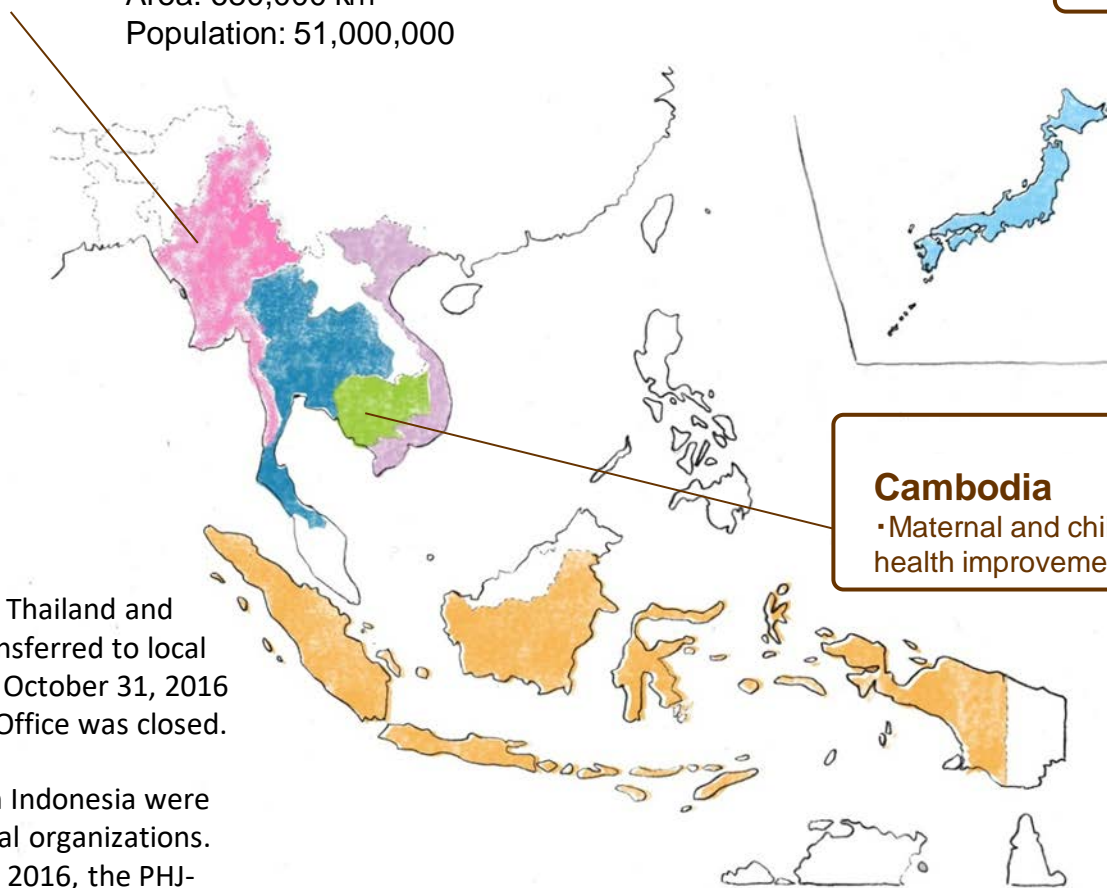 Population: 51,000,000
Cambodia
・Maternal and chi
health improveme
Thailand and
nsferred to local
October 31, 2016
Office was closed.
Indonesia were
al organizations.
2016, the PHJ-